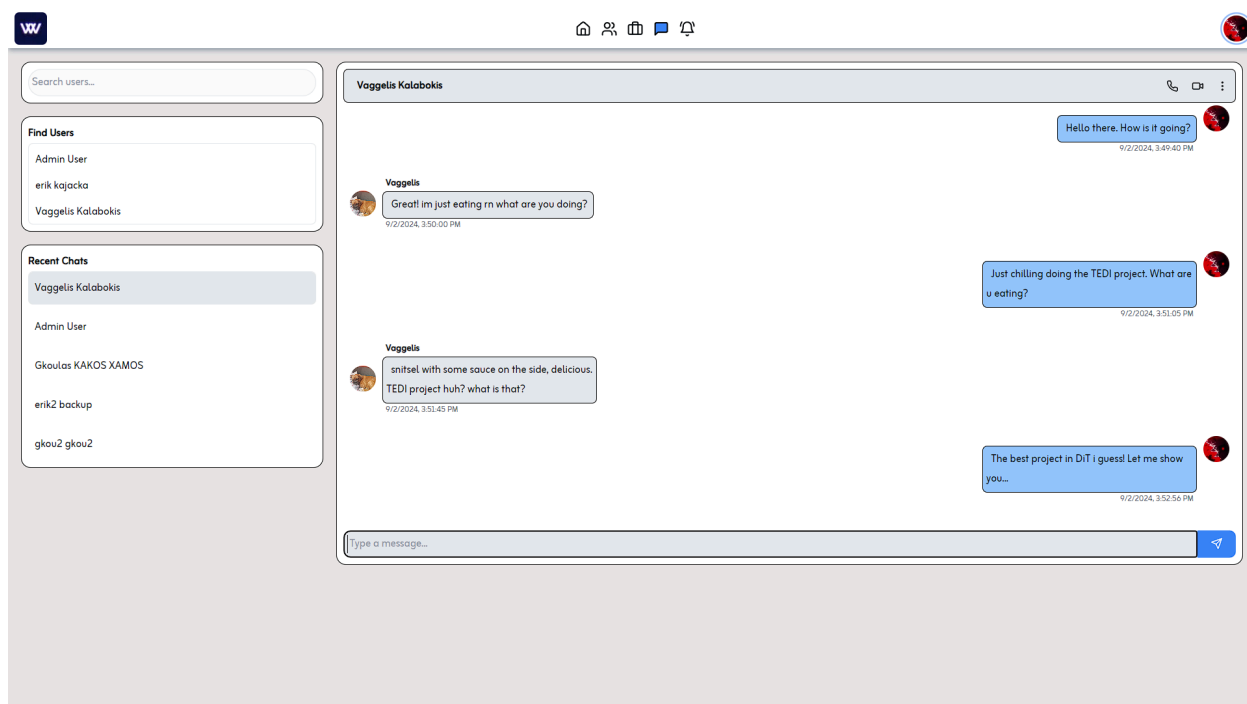 W
Search users...
Find Users
Admin User
erik kajacka
Vaggelis Kalabokis
Recent Chats
Vaggelis Kalabokis
Admin User
Gkoulas KAKOS XAMOS
erik2 backup
gkou2 gkou2
Vaggelis Kalabokis
Hello there. How is it going?
9/2/2024, 3:49:40 PM
Vaggelis
Great! im just eating rn what are you doing?
9/2/2024, 3:50:00 PM
Just chilling doing the TEDI project. What are
u eating?
9/2/2024, 3:51:05 PM
Vaggelis
snitsel with some sauce on the side, delicious.
TEDI project huh? what is that?
9/2/2024, 3:51:45 PM
The best project in DiT i guess! Let me show
you...
9/2/2024, 3:52:56 PM
Type a message...